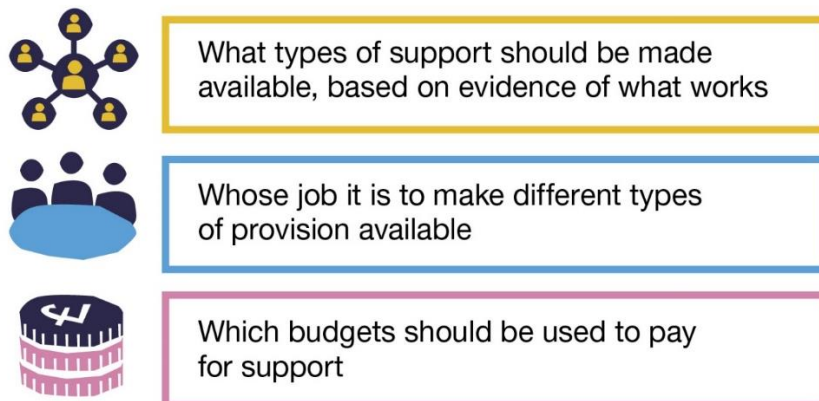 What types of support should be made
available, based on evidence of what works
Whose job it is to make different types
of provision available
£
Which budgets should be used to pay
for support